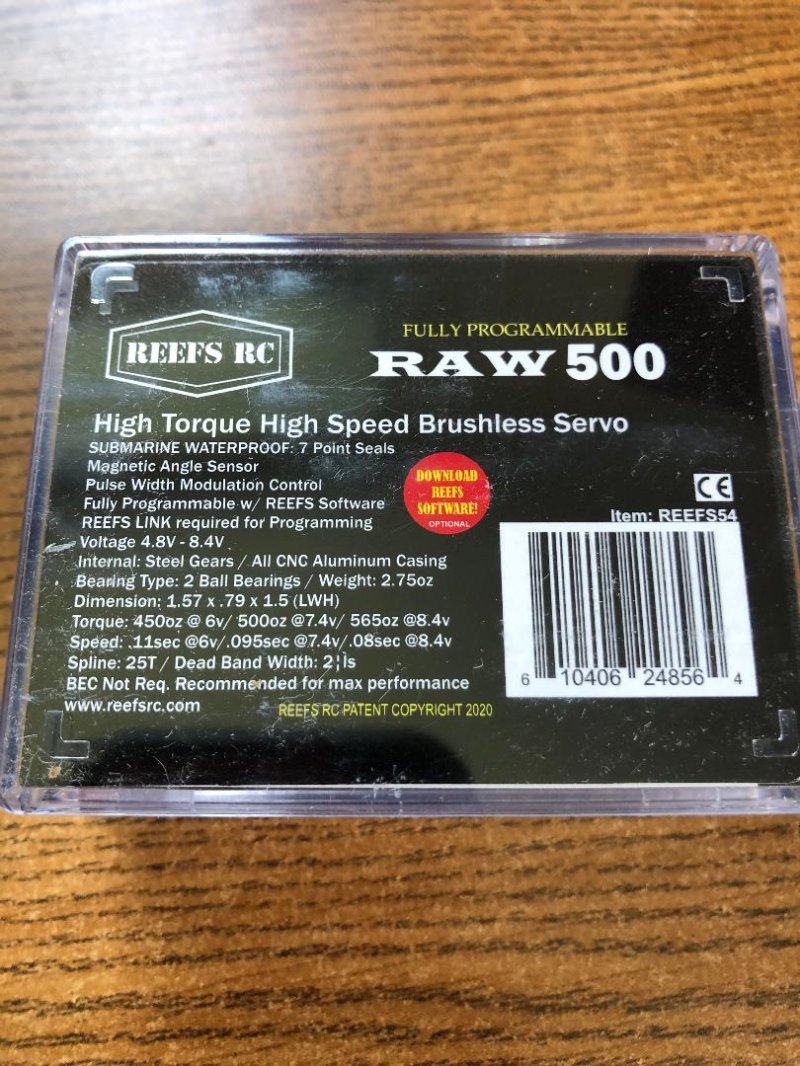 REEFS RC
FULLY PROGRAMMABLE
RAW 500
High Torque High Speed Brushless Servo
SUBMARINE WATERPROOF: 7 Point Seals
Magnetic Angle Sensor
Pulse Width Modulation Control
Fully Programmable w/ REEFS Software
REEFS LINK required for Programming
Voltage 4.8V - 8.4V
Internal: Steel Gears / All CNC Aluminum Casing
Bearing Type: 2 Ball Bearings / Weight: 2.75oz
Dimension: 1.57 x .79 x 1.5 (LWH)
Torque: 450oz @ 6v/ 500oz @7.4v/ 565oz @8.4v
Speed: .11sec @6v/.095sec @7.4v/.08sec @8.4v
Spline: 25T / Dead Band Width: 2¦Ìs
BEC Not Req. Recommended for max performance
www.reefsrc.com
REEFS RC PATENT COPYRIGHT 2020
DOWNLOAD
REEFS
SOFTWARE!
OPTIONAL
CE
Item: REEFS54
6 10406 24856 4